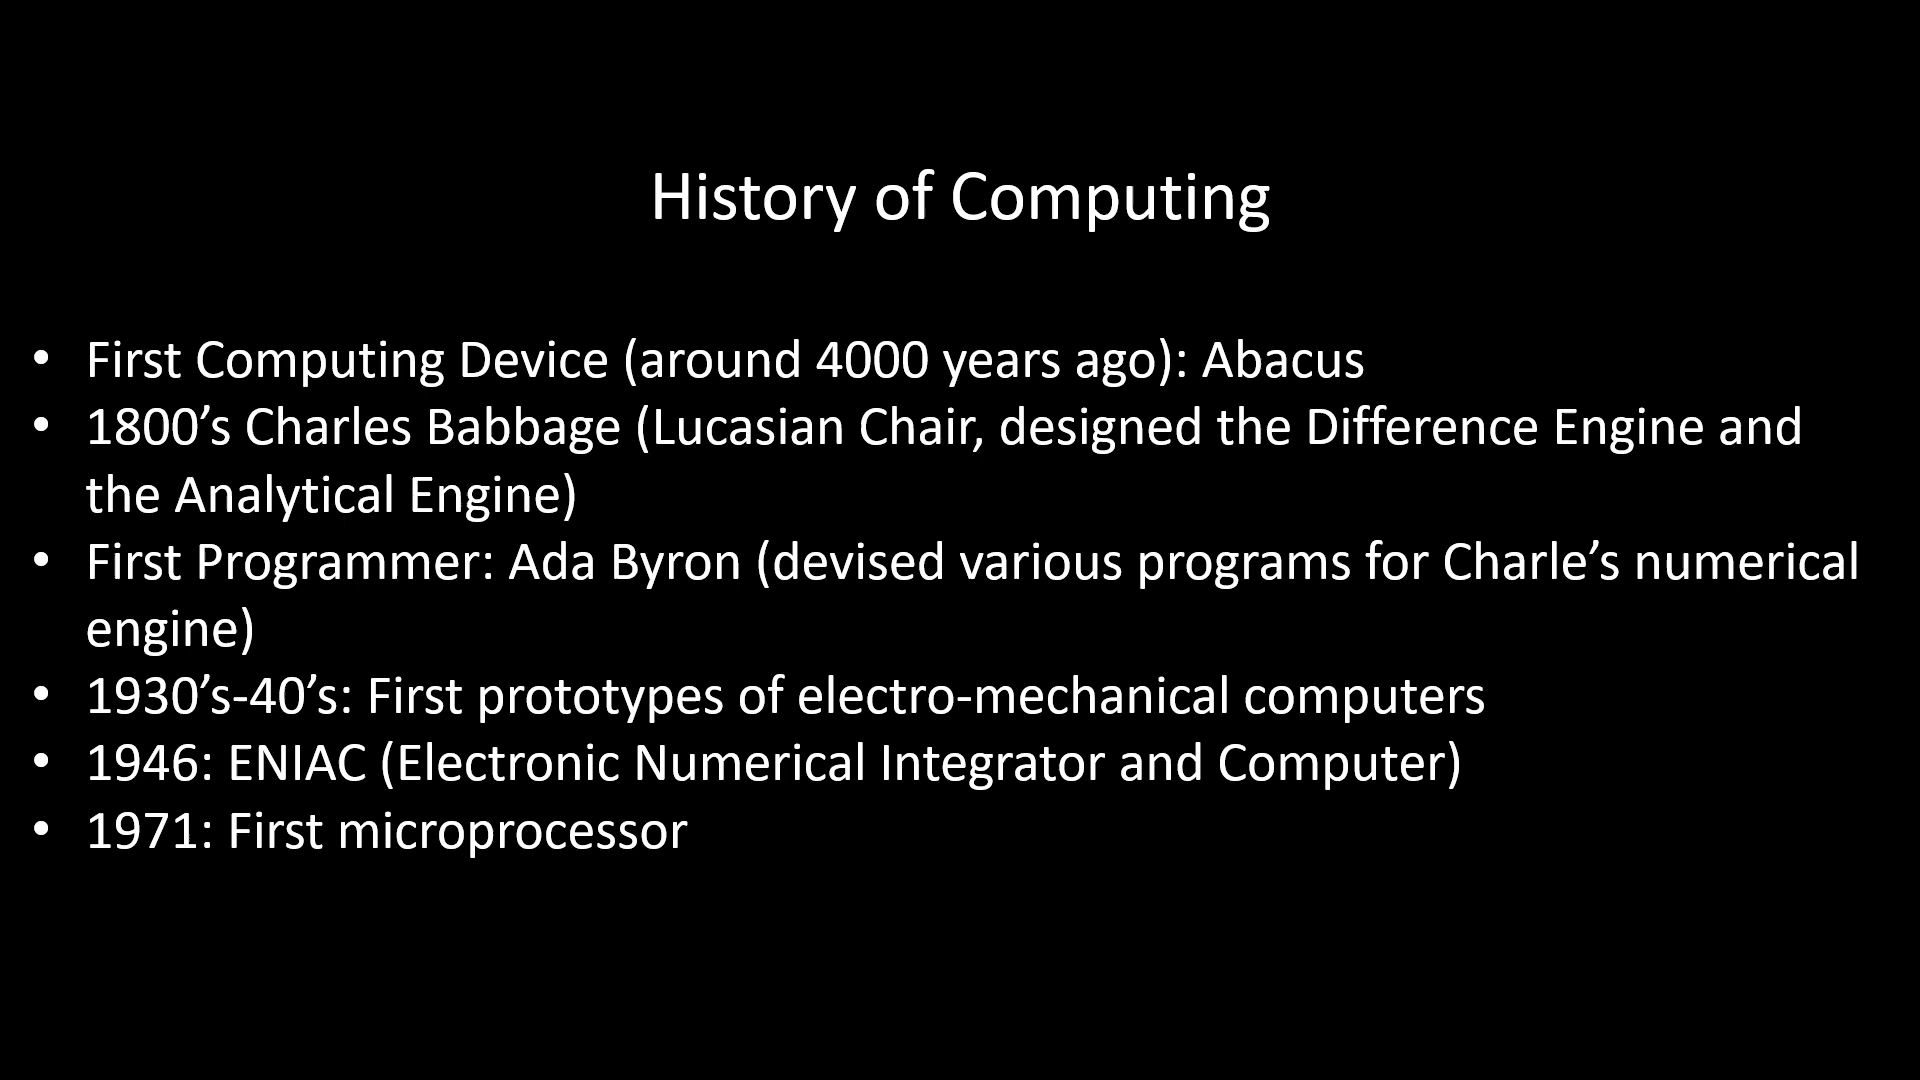 History of Computing
• First Computing Device (around 4000 years ago): Abacus
• 1800’s Charles Babbage (Lucasian Chair, designed the Difference Engine and
the Analytical Engine)
• First Programmer: Ada Byron (devised various programs for Charle’s numerical
engine)
• 1930’s-40’s: First prototypes of electro-mechanical computers
• 1946: ENIAC (Electronic Numerical Integrator and Computer)
• 1971: First microprocessor